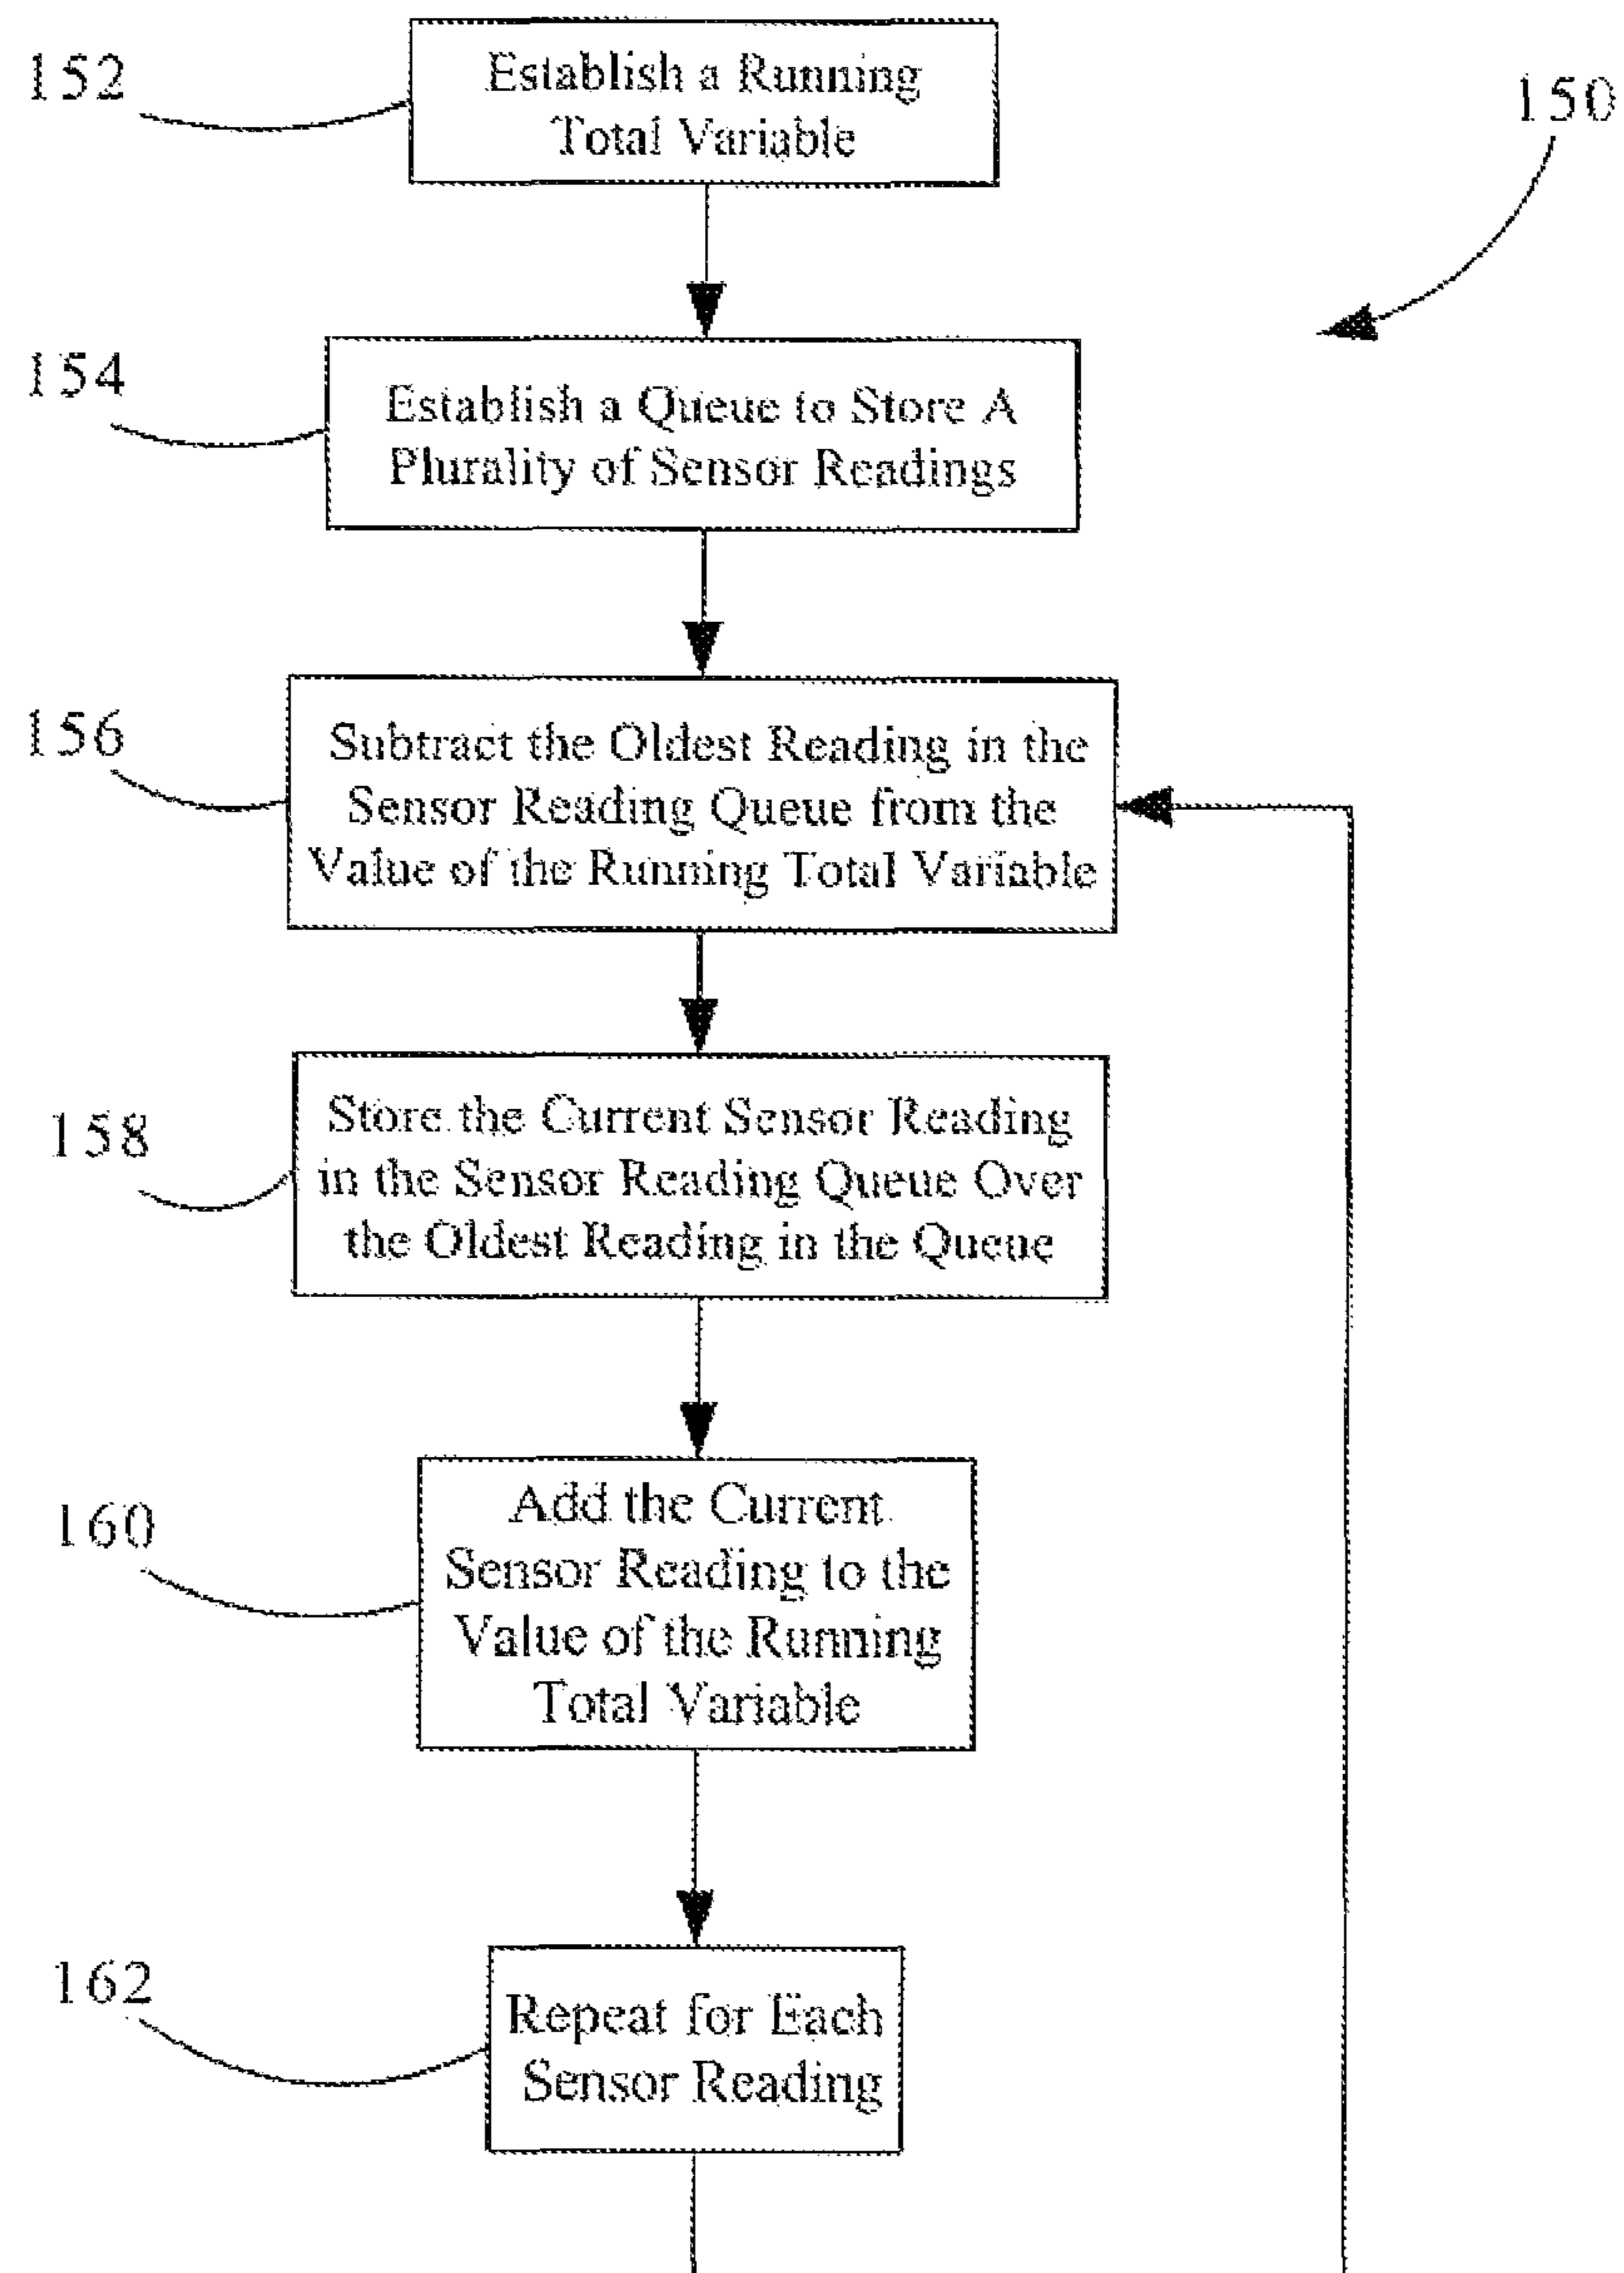 152
Establish a Running
Total Variable
150
154
Establish a Queue to Store A
Plurality of Sensor Readings
156
Subtract the Oldest Reading in the
Sensor Reading Queue from the
Value of the Running Total Variable
158
Store the Current Sensor Reading
in the Sensor Reading Queue Over
the Oldest Reading in the Queue
160
Add the Current
Sensor Reading to the
Value of the Running
Total Variable
162
Repeat for Each
Sensor Reading